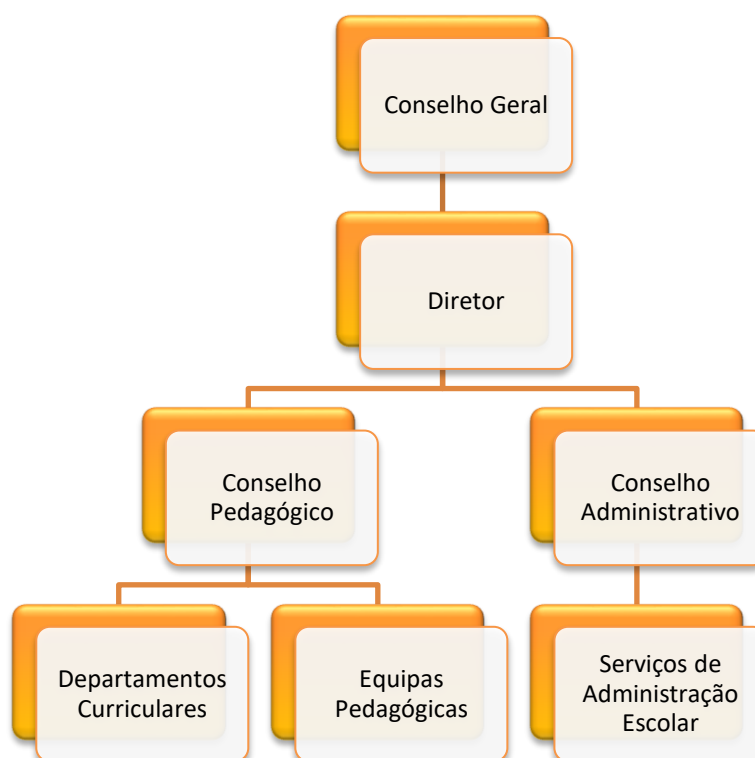 Conselho Geral
Diretor
Conselho
Pedagógico
Conselho
Administrativo
Departamentos
Curriculares
Equipas
Pedagógicas
Serviços de
Administração
Escolar